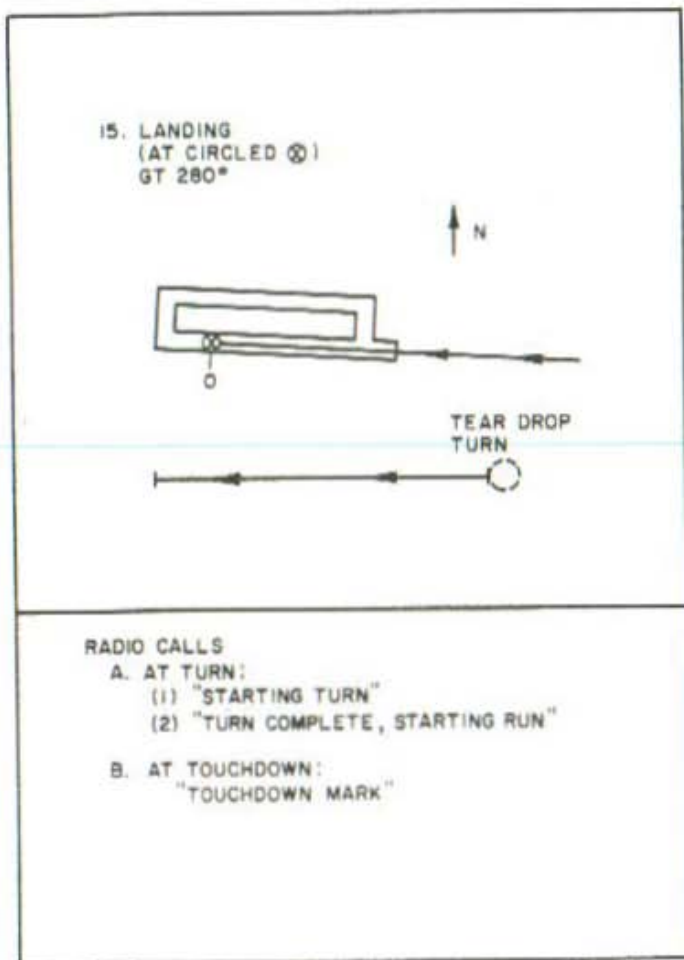 15. LANDING
(AT CIRCLED ⓧ)
GT 280°
N
O
TEAR DROP
TURN
RADIO CALLS
A. AT TURN:
(1) "STARTING TURN"
(2) "TURN COMPLETE, STARTING RUN"
B. AT TOUCHDOWN:
"TOUCHDOWN MARK"